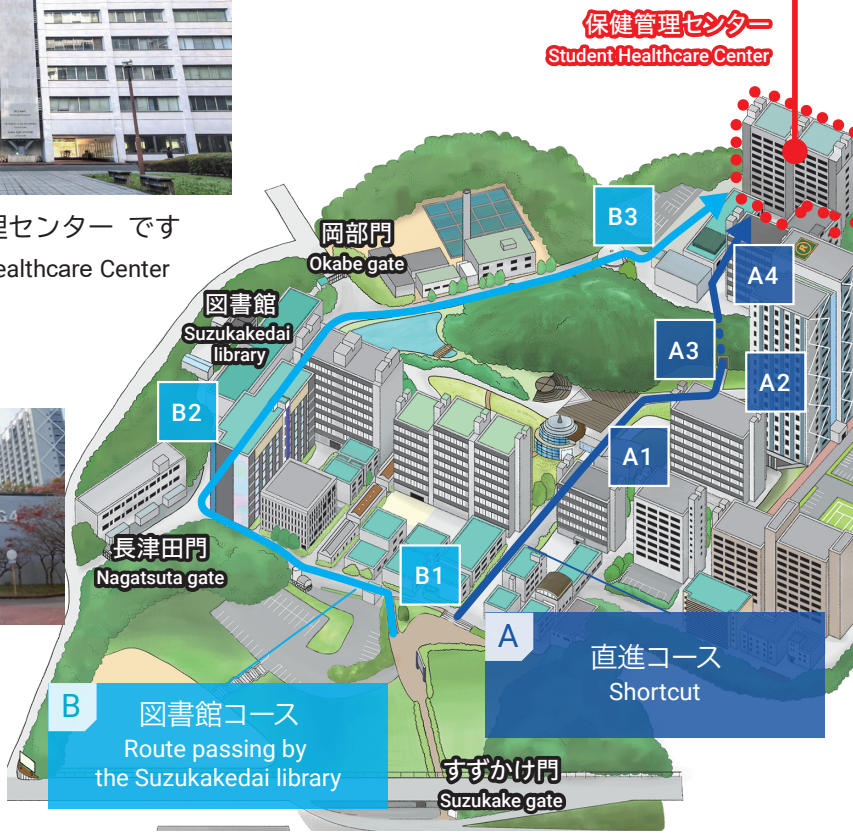 保健管理センター
Student Healthcare Center
理センター です
ealthcare Center
岡部門
Okabe gate
図書館
Suzukakedai
library
長津田門
Nagatsuta gate
B1
B2
B3
A1
A2
A3
A4
R
A
直進コース
Shortcut
B
図書館コース
Route passing by
the Suzukakedai library
すずかけ門
Suzukake gate